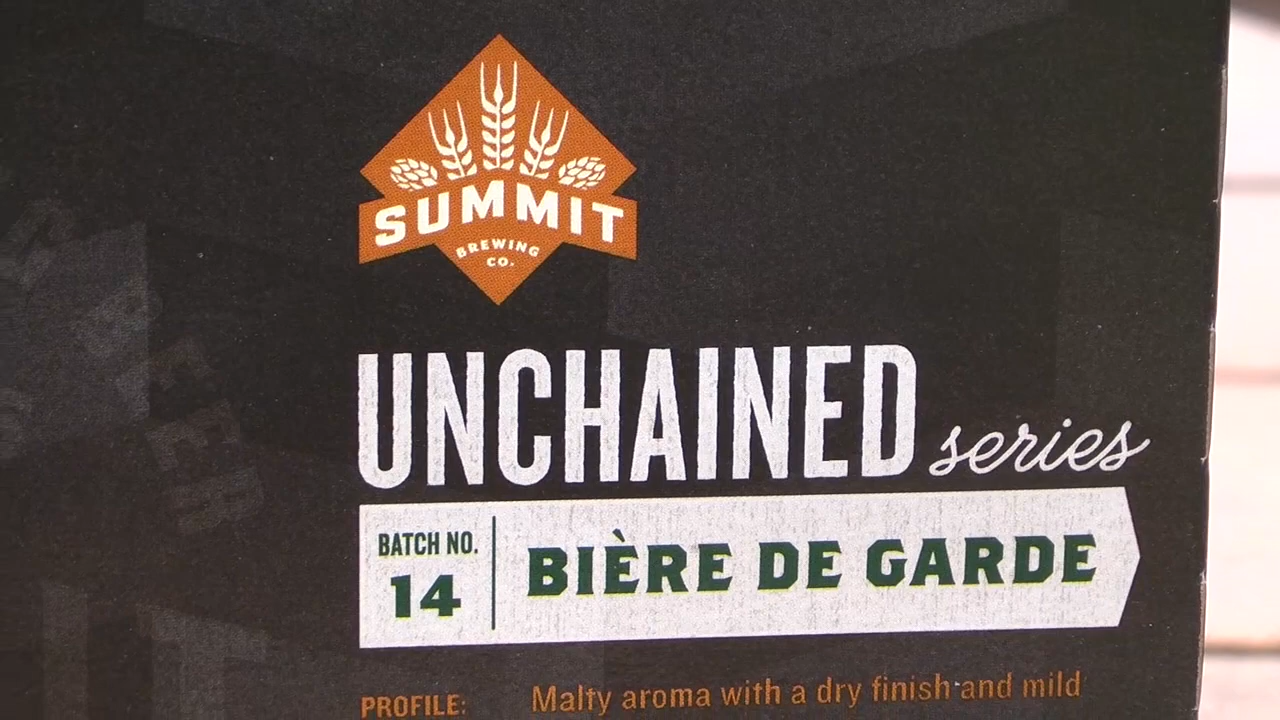 SUMMIT
BREWING
CO.
UNCHAINED series
BATCH NO.
14
BIÈRE DE GARDE
PROFILE: Malty aroma with a dry finish and mild